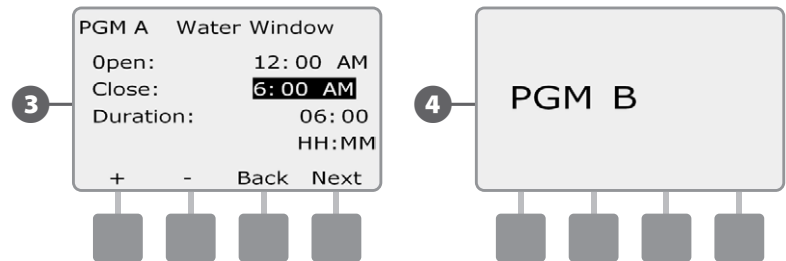 3
PGM A Water Window
0pen: 12:00 AM
Close: 6:00 AM
Duration: 06:00
HH:MM
+ - Back Next
4
PGM B